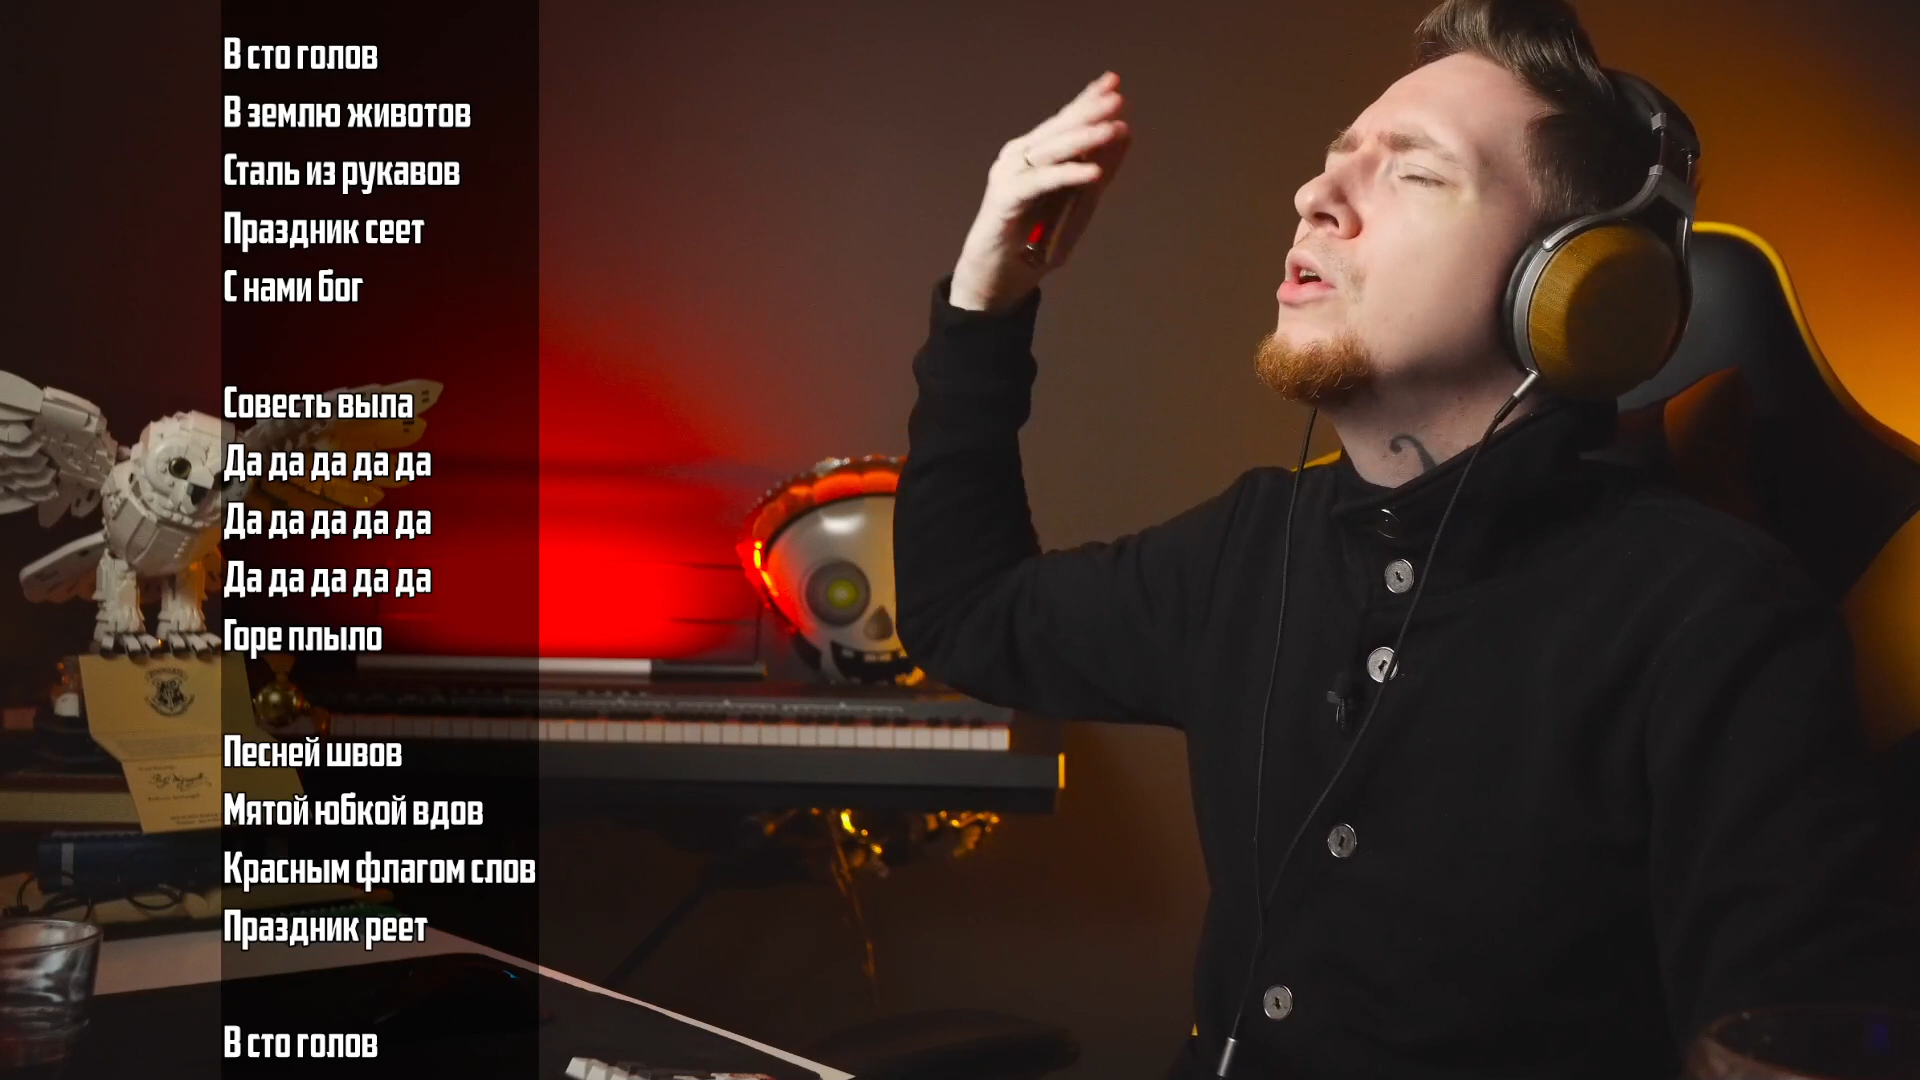 В сто голов
В землю животов
Сталь из рукавов
Праздник сеет
С нами бог
Совесть выла
Да да да да да
Да да да да да
Да да да да да
Горе плыло
Песней швов
Мятой юбкой вдов
Красным флагом слов
Праздник реет
В сто голов